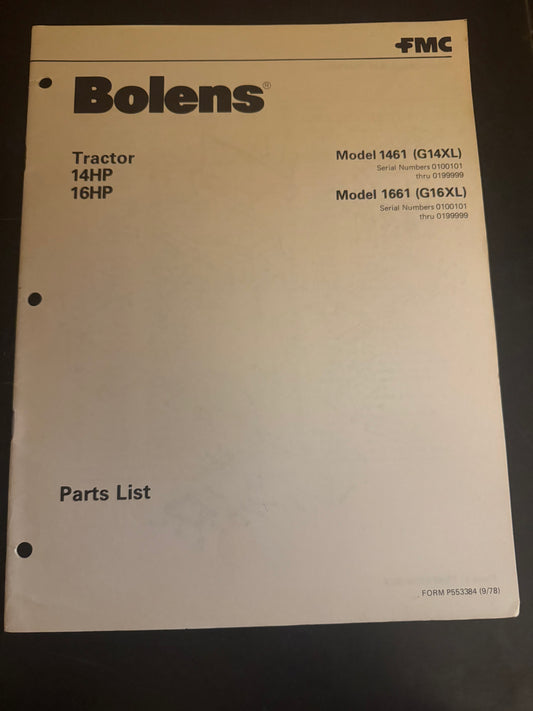 FMC
Bolens®
Tractor
14HP
16HP
Model 1461 (G14XL)
Serial Numbers 0100101
thru 0199999
Model 1661 (G16XL)
Serial Numbers 0100101
thru 0199999
Parts List
FORM P553384 (9/78)